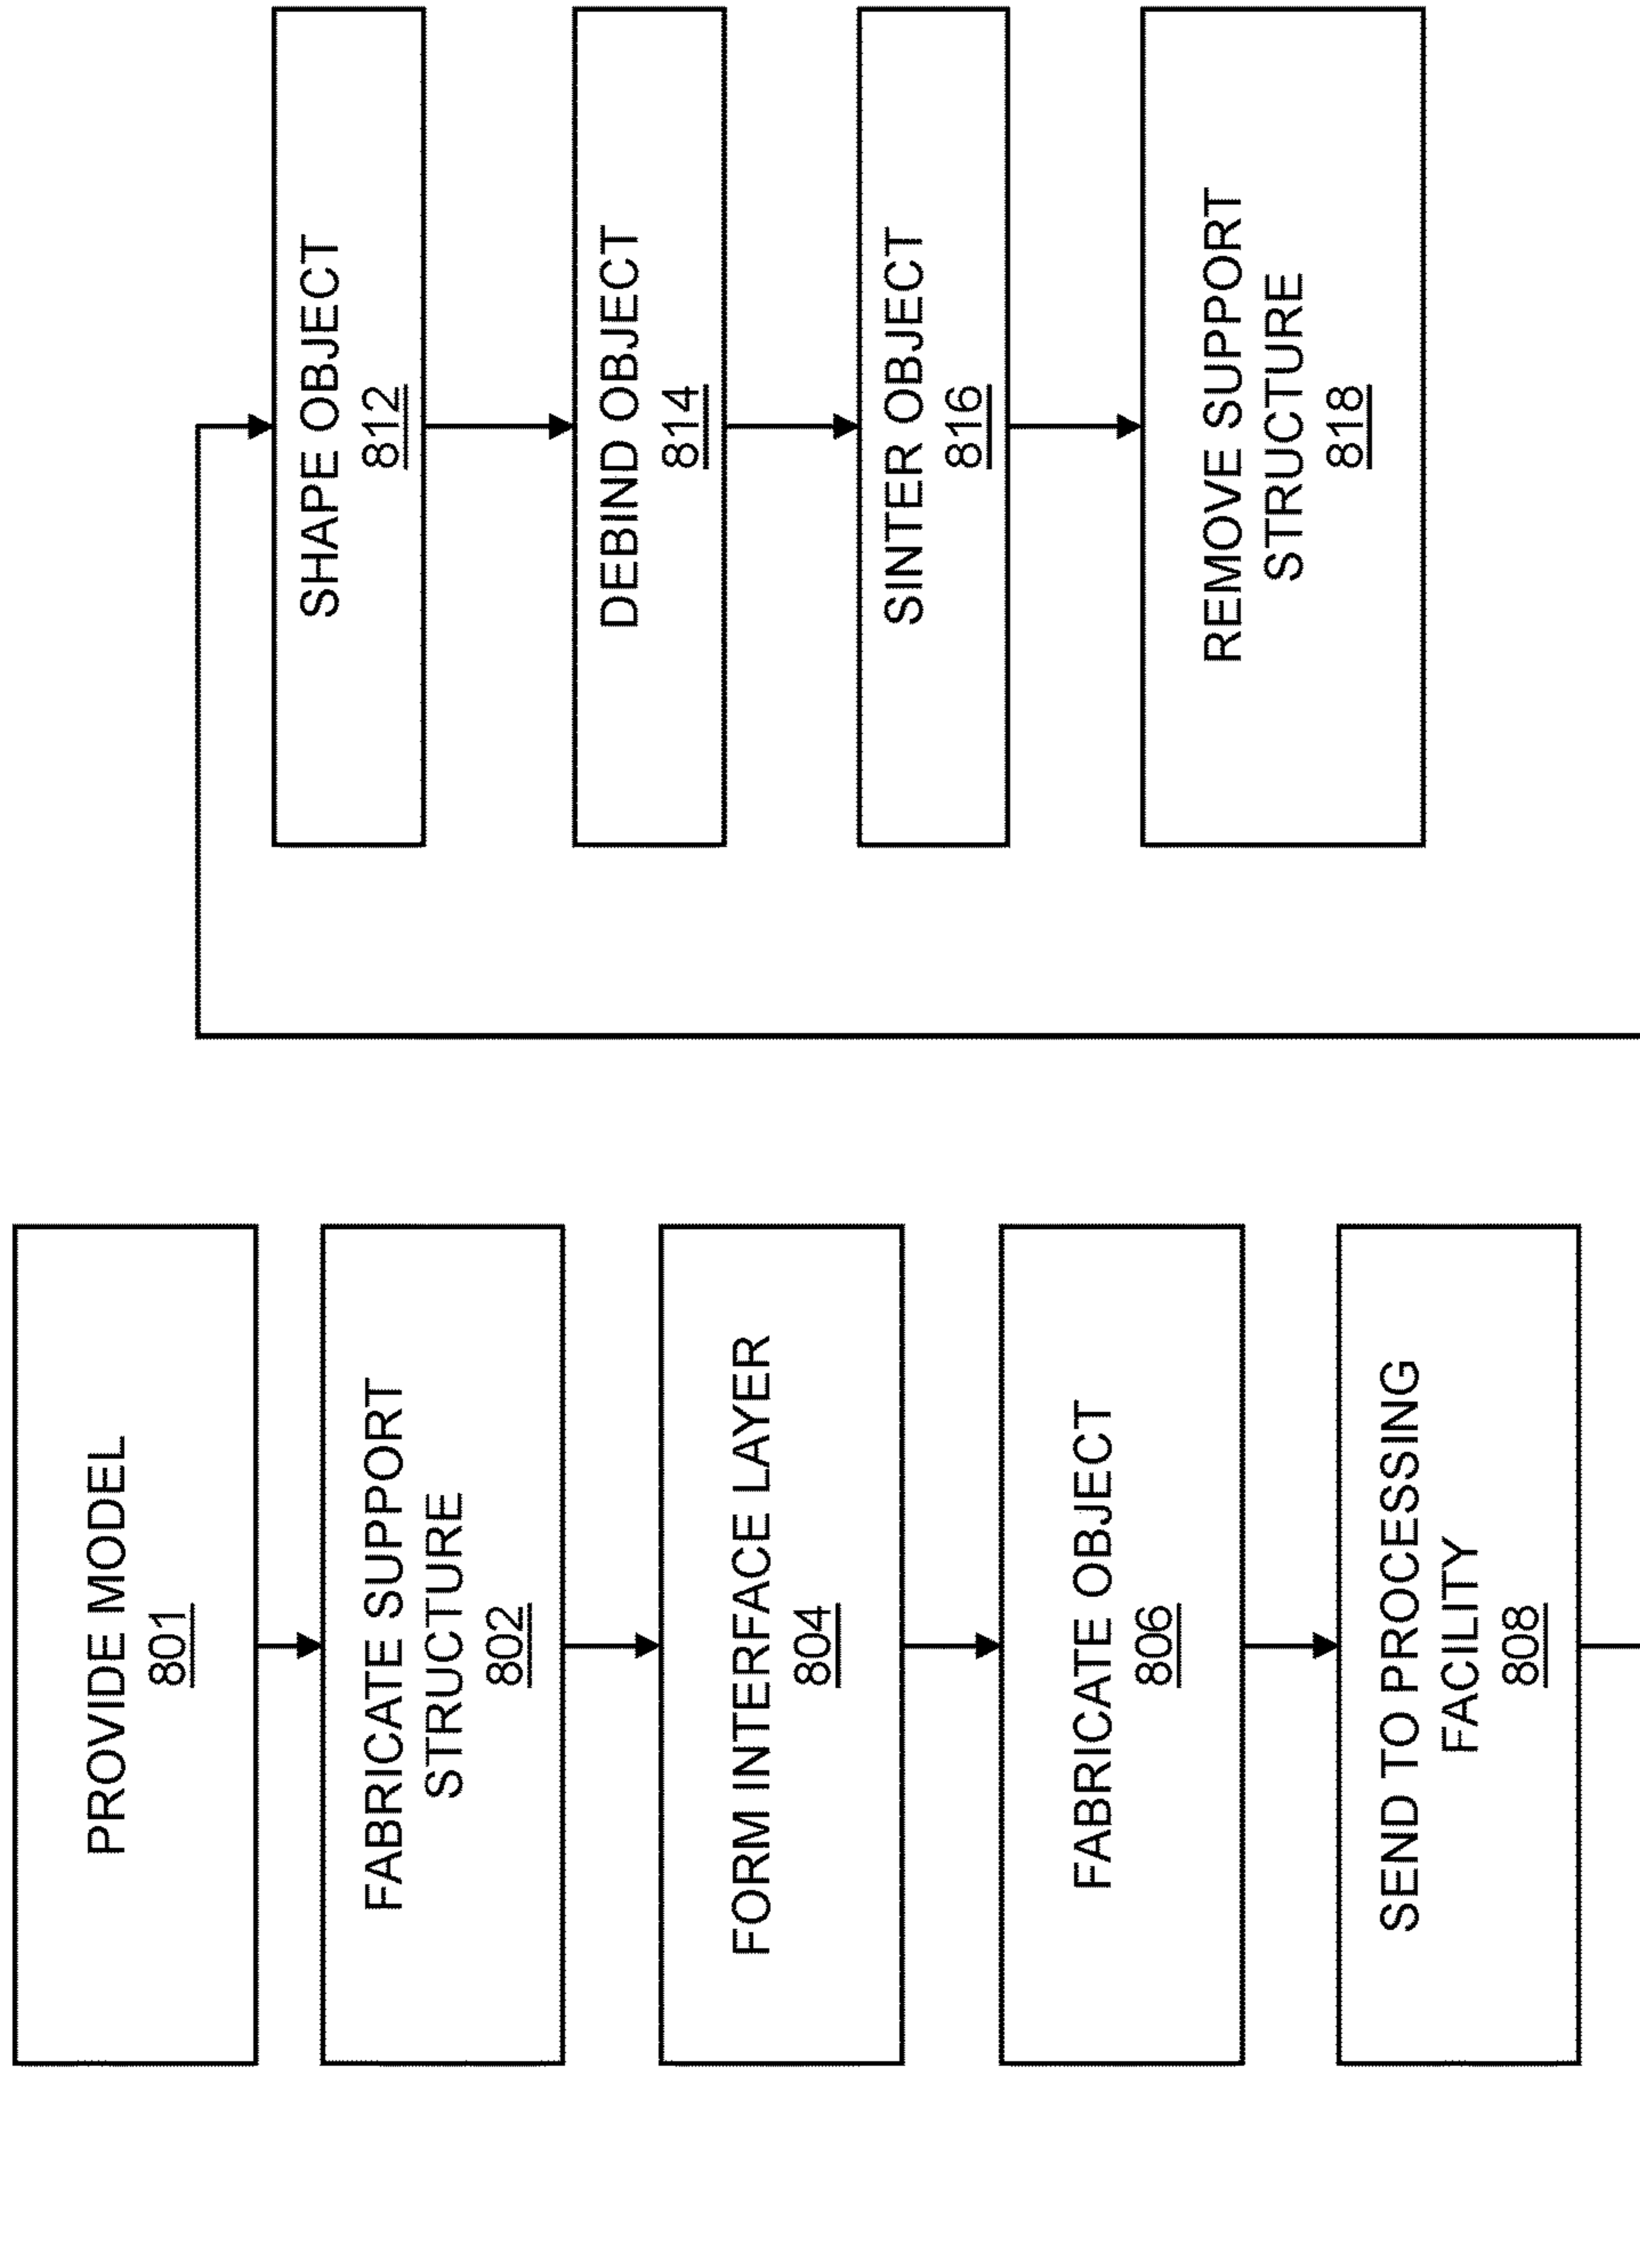 PROVIDE MODEL
801
FABRICATE SUPPORT
STRUCTURE
802
FORM INTERFACE LAYER
804
FABRICATE OBJECT
806
SEND TO PROCESSING
FACILITY
808
SHAPE OBJECT
812
DEBIND OBJECT
814
SINTER OBJECT
816
REMOVE SUPPORT
STRUCTURE
818